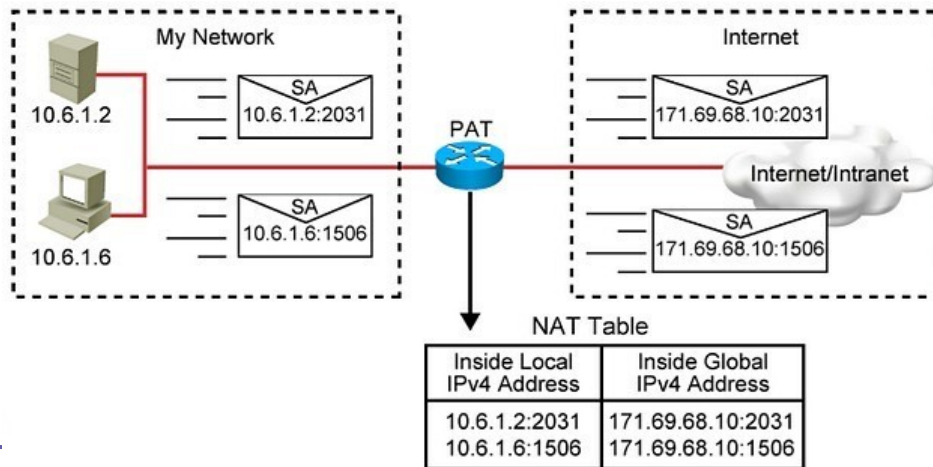 My Network
10.6.1.2
SA
10.6.1.2:2031
10.6.1.6
SA
10.6.1.6:1506
PAT
Internet
SA
171.69.68.10:2031
Internet/Intranet
SA
171.69.68.10:1506
NAT Table
Inside Local
IPv4 Address
Inside Global
IPv4 Address
10.6.1.2:2031
171.69.68.10:2031
10.6.1.6:1506
171.69.68.10:1506